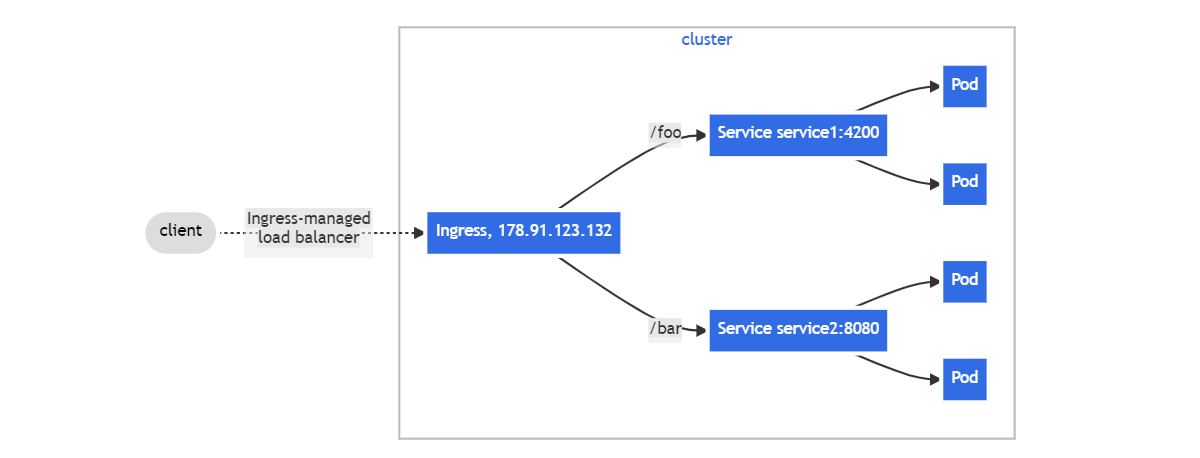 cluster
Pod
/foo
Service service1:4200
Pod
client
Ingress-managed
load balancer
Ingress, 178.91.123.132
Pod
/bar
Service service2:8080
Pod